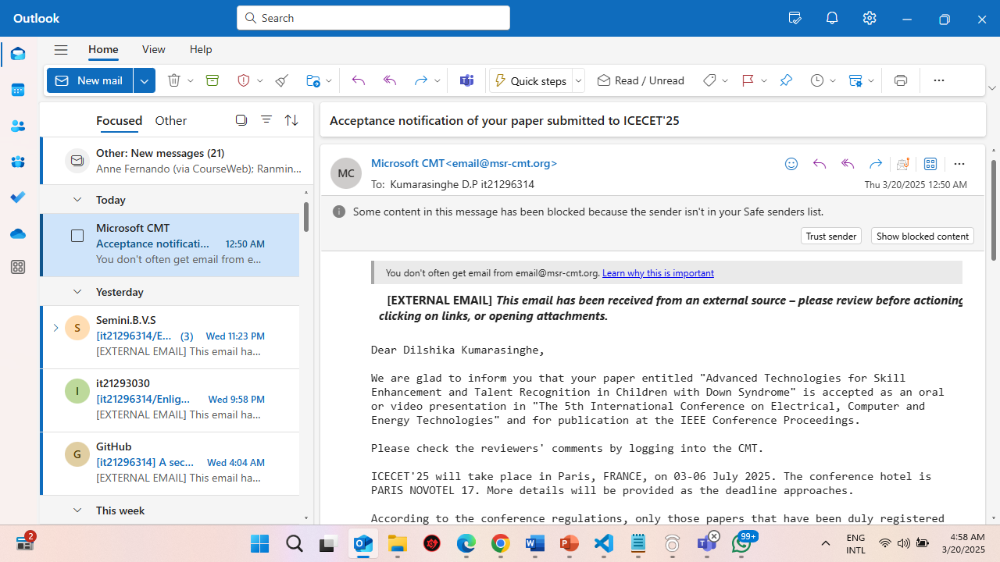 Outlook
Search
Home View Help
New mail
Quick steps
Read / Unread
Focused Other
Other: New messages (21)
Anne Fernando (via CourseWeb); Ranmin...
Today
Microsoft CMT
Acceptance notificati... 12:50 AM
You don't often get email from e...
Yesterday
S
Semini.B.V.S
[it21296314/E... (3) Wed 11:23 PM
[EXTERNAL EMAIL] This email ha...
I
it21293030
[it21296314/Enlig... Wed 9:58 PM
[EXTERNAL EMAIL] This email ha...
G
GitHub
[it21296314] A sec... Wed 4:04 AM
[EXTERNAL EMAIL] This email ha...
This week
Acceptance notification of your paper submitted to ICECET'25
MC
Microsoft CMT<email@msr-cmt.org>
To: Kumarasinghe D.P it21296314
Thu 3/20/2025 12:50 AM
Some content in this message has been blocked because the sender isn't in your Safe senders list.
Trust sender Show blocked content
You don't often get email from email@msr-cmt.org. Learn why this is important
[EXTERNAL EMAIL] This email has been received from an external source – please review before actioning
clicking on links, or opening attachments.
Dear Dilshika Kumarasinghe,
We are glad to inform you that your paper entitled "Advanced Technologies for Skill
Enhancement and Talent Recognition in Children with Down Syndrome" is accepted as an oral
or video presentation in "The 5th International Conference on Electrical, Computer and
Energy Technologies" and for publication at the IEEE Conference Proceedings.
Please check the reviewers' comments by logging into the CMT.
ICECET'25 will take place in Paris, FRANCE, on 03-06 July 2025. The conference hotel is
PARIS NOVOTEL 17. More details will be provided as the deadline approaches.
According to the conference regulations, only those papers that have been duly registered
2
99+
ENG
INTL
4:58 AM
3/20/2025